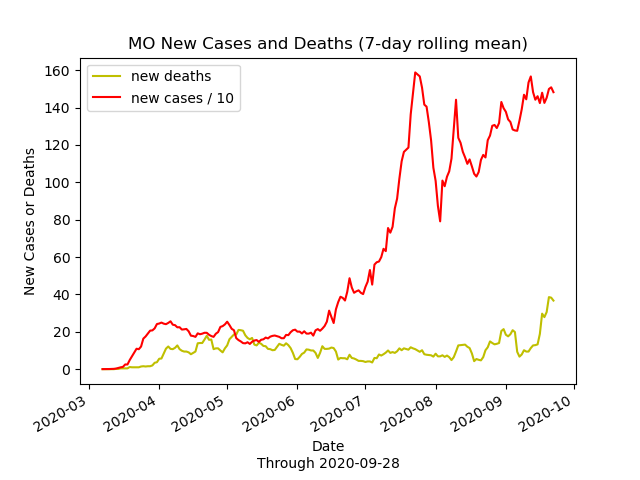 MO New Cases and Deaths (7-day rolling mean)
new deaths
new cases / 10
New Cases or Deaths
160
140
120
100
80
60
40
20
0
2020-03
2020-04
2020-05
2020-06
2020-07
2020-08
2020-09
2020-10
Date
Through 2020-09-28